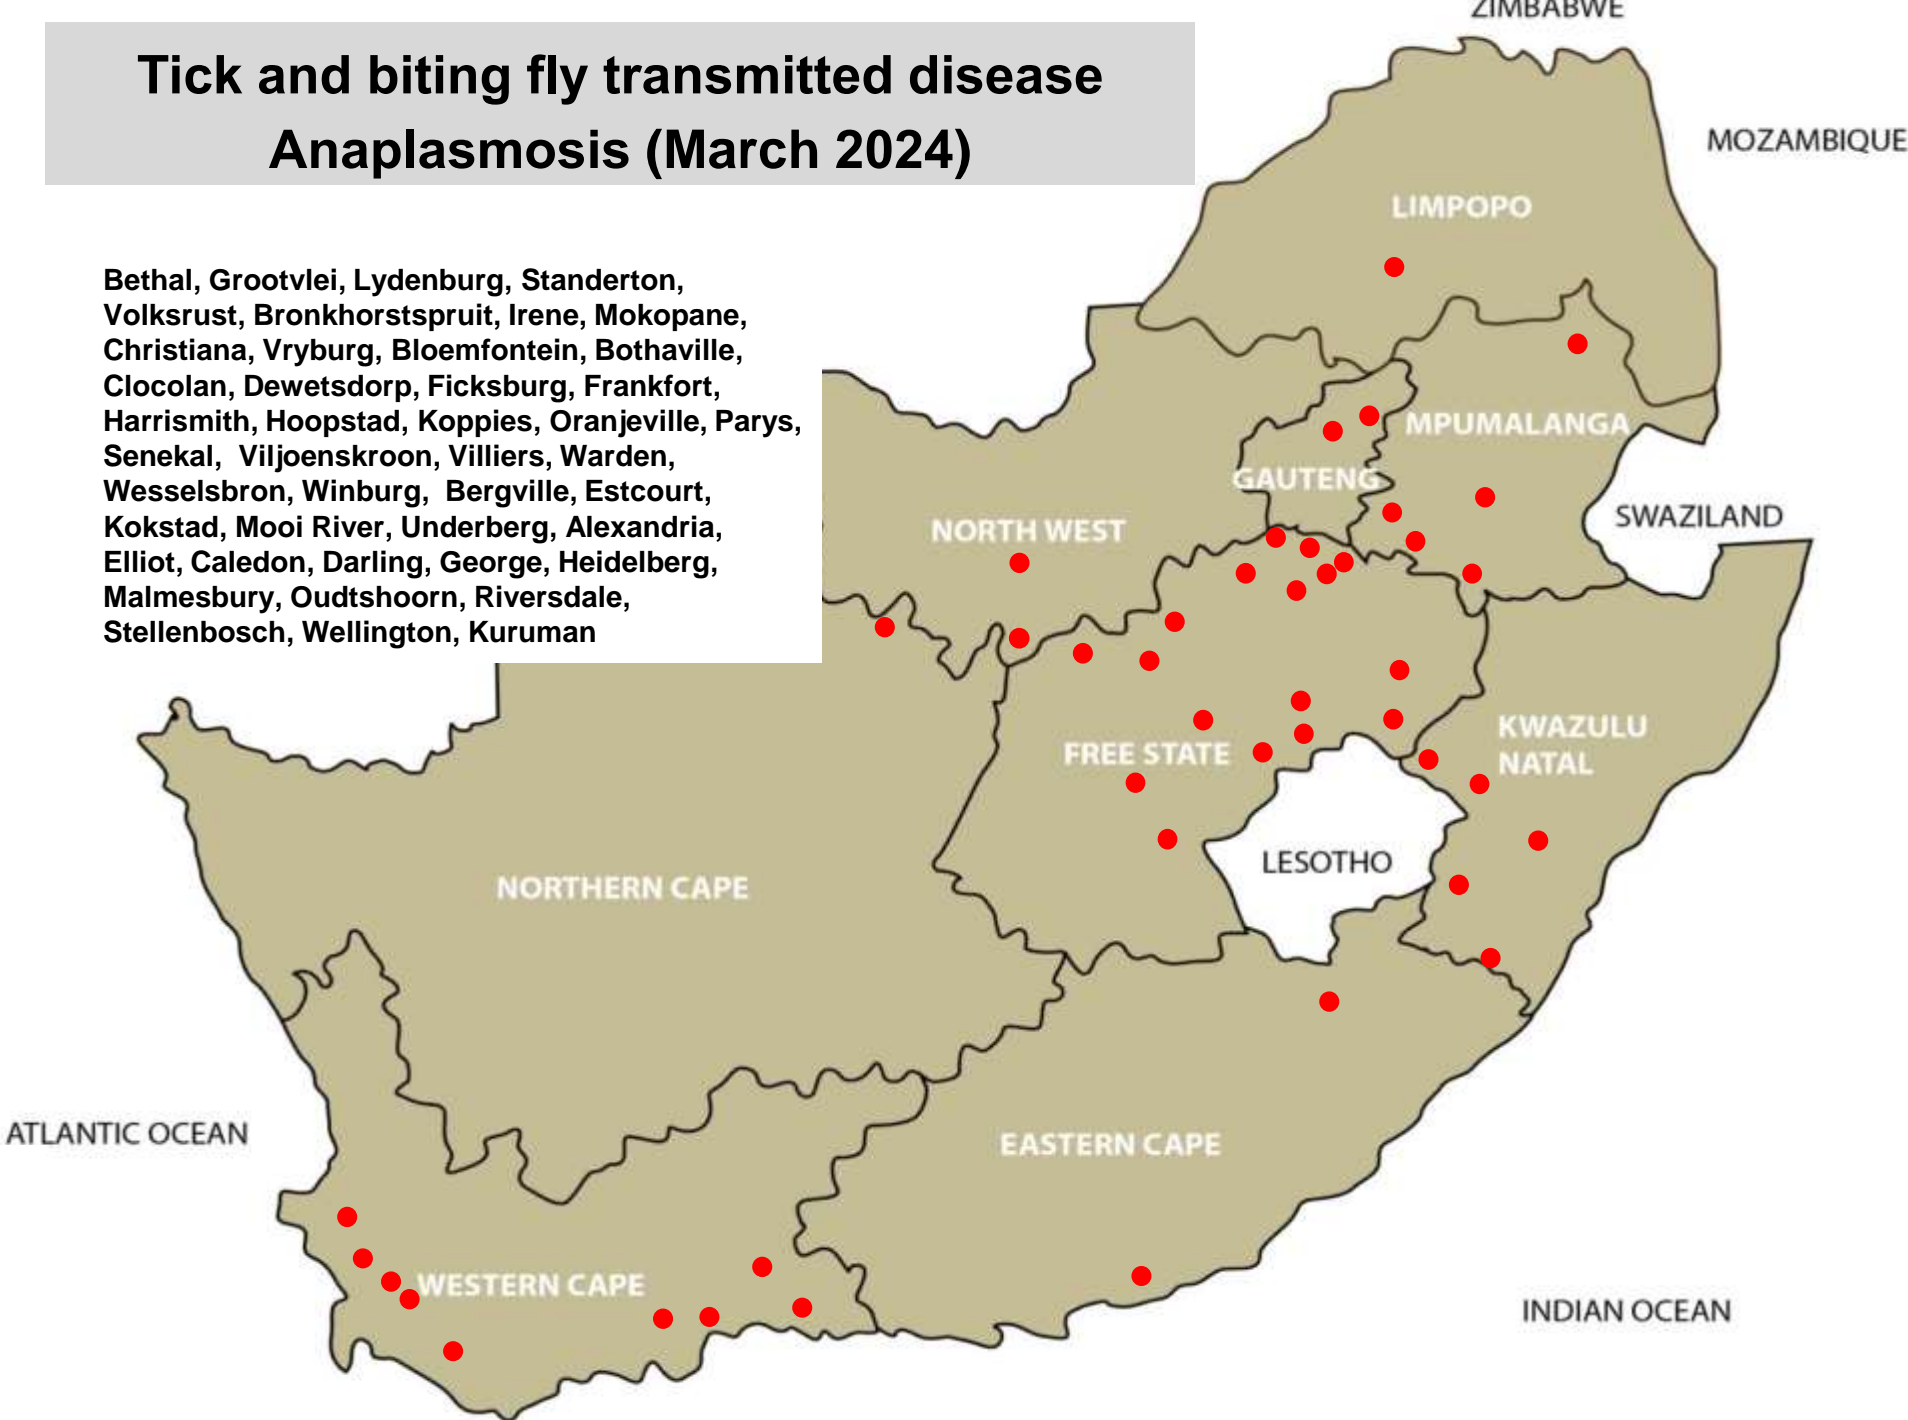 ZIMBABWE
Tick and biting fly transmitted disease
Anaplasmosis (March 2024)
MOZAMBIQUE
LIMPOPO
Bethal, Grootvlei, Lydenburg, Standerton,
Volksrust, Bronkhorstspruit, Irene, Mokopane,
Christiana, Vryburg, Bloemfontein, Bothaville,
Clocolan, Dewetsdorp, Ficksburg, Frankfort,
Harrismith, Hoopstad, Koppies, Oranjeville, Parys,
Senekal, Viljoenskroon, Villiers, Warden,
Wesselsbron, Winburg, Bergville, Estcourt,
Kokstad, Mooi River, Underberg, Alexandria,
Elliot, Caledon, Darling, George, Heidelberg,
Malmesbury, Oudtshoorn, Riversdale,
Stellenbosch, Wellington, Kuruman
MPUMALANGA
GAUTENG
SWAZILAND
NORTH WEST
KWAZULU
NATAL
FREE STATE
LESOTHO
NORTHERN CAPE
ATLANTIC OCEAN
EASTERN CAPE
WESTERN CAPE
INDIAN OCEAN